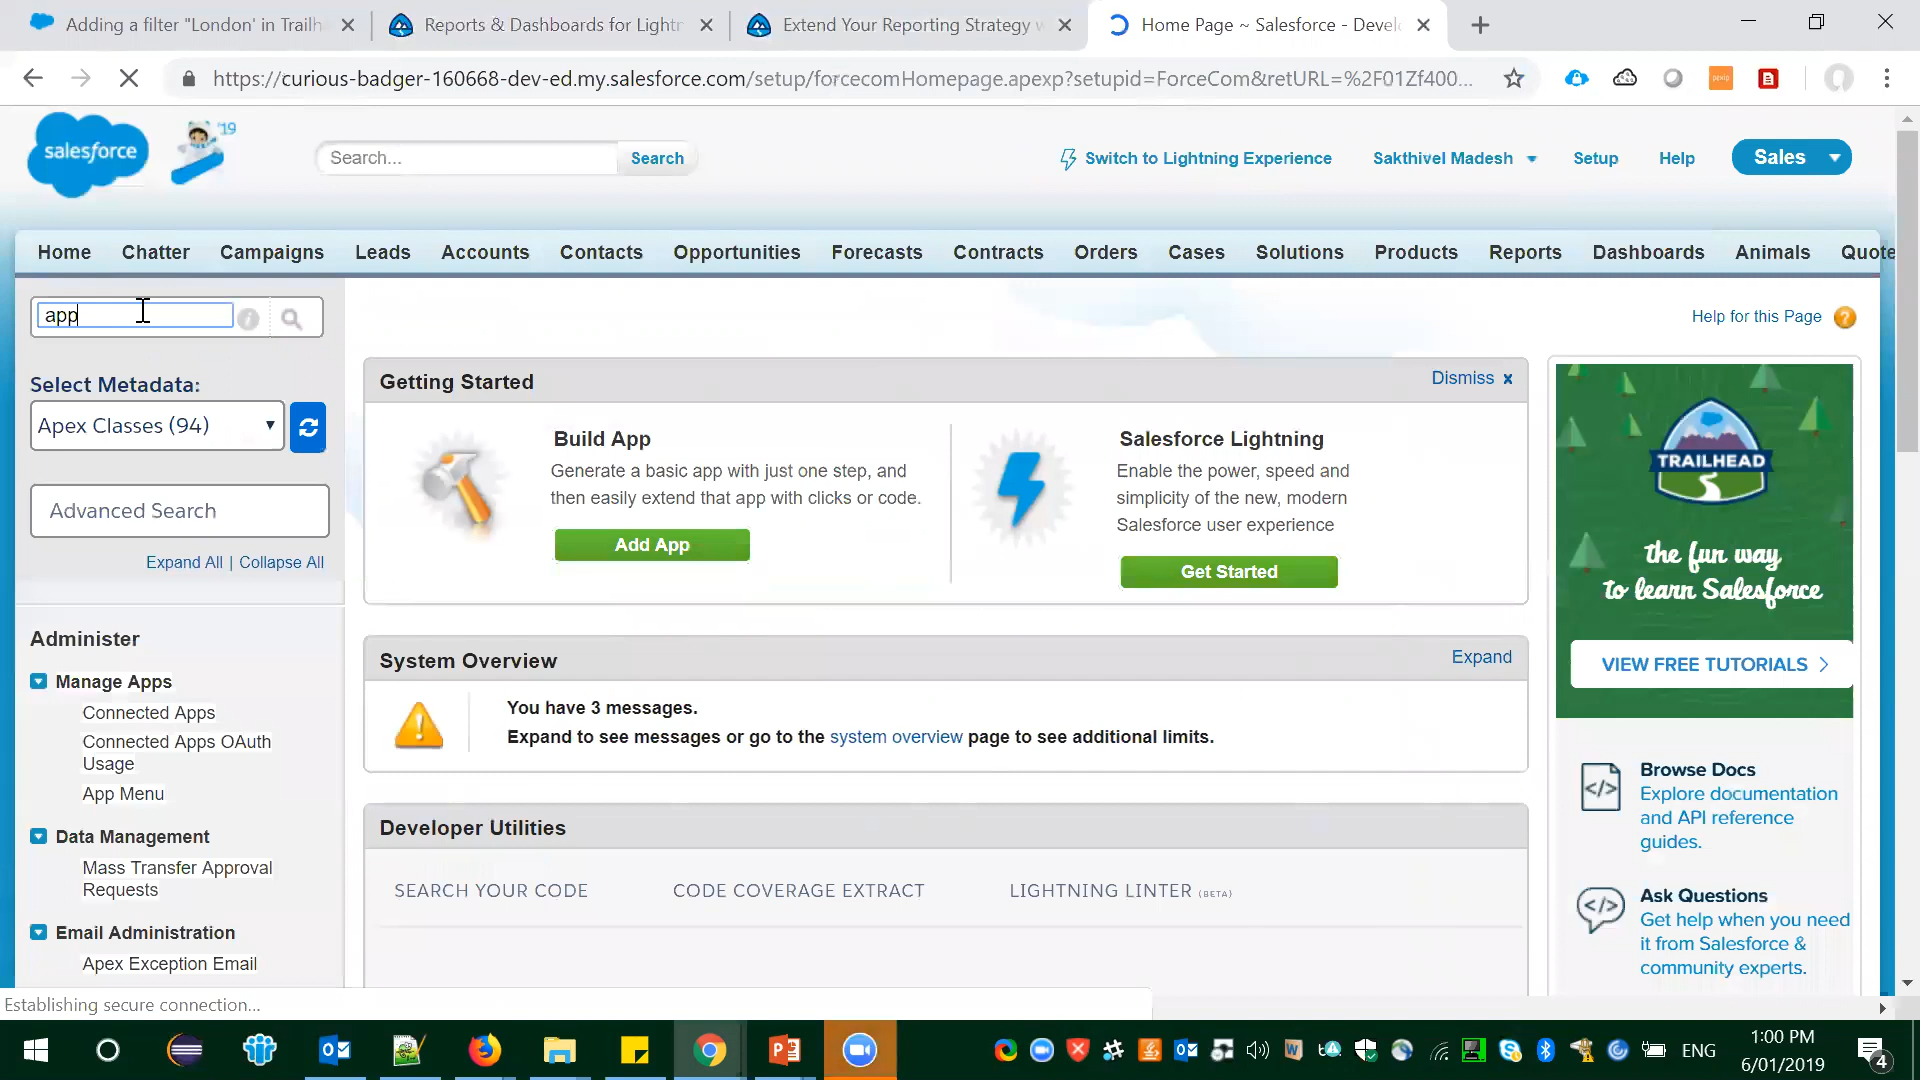 Adding a filter "London' in Trailh
Reports & Dashboards for Lightn
Extend Your Reporting Strategy w
Home Page ~ Salesforce - Develo
https://curious-badger-160668-dev-ed.my.salesforce.com/setup/forcecomHomepage.apexp?setupid=ForceCom&retURL=%2F01Zf400...
salesforce
'19
Search...
Search
Switch to Lightning Experience
Sakthivel Madesh
Setup
Help
Sales
Home
Chatter
Campaigns
Leads
Accounts
Contacts
Opportunities
Forecasts
Contracts
Orders
Cases
Solutions
Products
Reports
Dashboards
Animals
Quote
app
Help for this Page
Select Metadata:
Apex Classes (94)
Advanced Search
Expand All | Collapse All
Administer
Manage Apps
Connected Apps
Connected Apps OAuth
Usage
App Menu
Data Management
Mass Transfer Approval
Requests
Email Administration
Apex Exception Email
Getting Started
Dismiss x
Build App
Generate a basic app with just one step, and
then easily extend that app with clicks or code.
Add App
Salesforce Lightning
Enable the power, speed and
simplicity of the new, modern
Salesforce user experience
Get Started
System Overview
Expand
You have 3 messages.
Expand to see messages or go to the system overview page to see additional limits.
Developer Utilities
SEARCH YOUR CODE
CODE COVERAGE EXTRACT
LIGHTNING LINTER (BETA)
TRAILHEAD
the fun way
to learn Salesforce
VIEW FREE TUTORIALS
Browse Docs
Explore documentation
and API reference
guides.
Ask Questions
Get help when you need
it from Salesforce &
community experts.
Establishing secure connection...
ENG
1:00 PM
6/01/2019
4